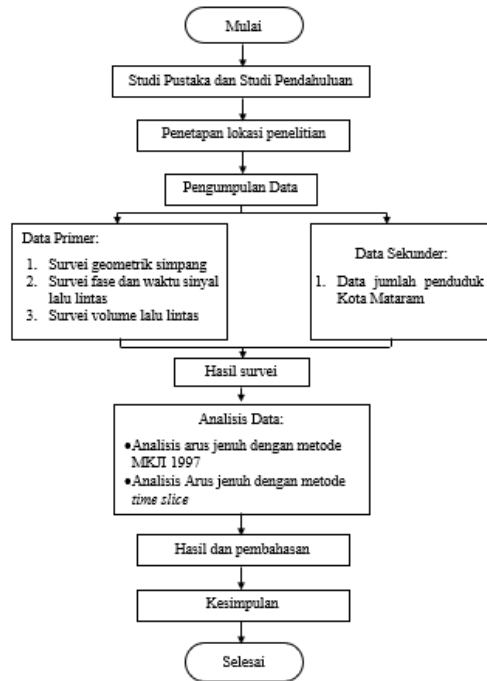 Mulai
Studi Pustaka dan Studi Pendahuluan
Penetapan lokasi penelitian
Pengumpulan Data
Data Primer:
1. Survei geometrik simpang
2. Survei fase dan waktu sinyal
lalu lintas
3. Survei volume lalu lintas
Data Sekunder:
1. Data jumlah penduduk
Kota Mataram
Hasil survei
Analisis Data:
●Analisis arus jenuh dengan metode
MKJI 1997
●Analisis Arus jenuh dengan metode
time slice
Hasil dan pembahasan
Kesimpulan
Selesai